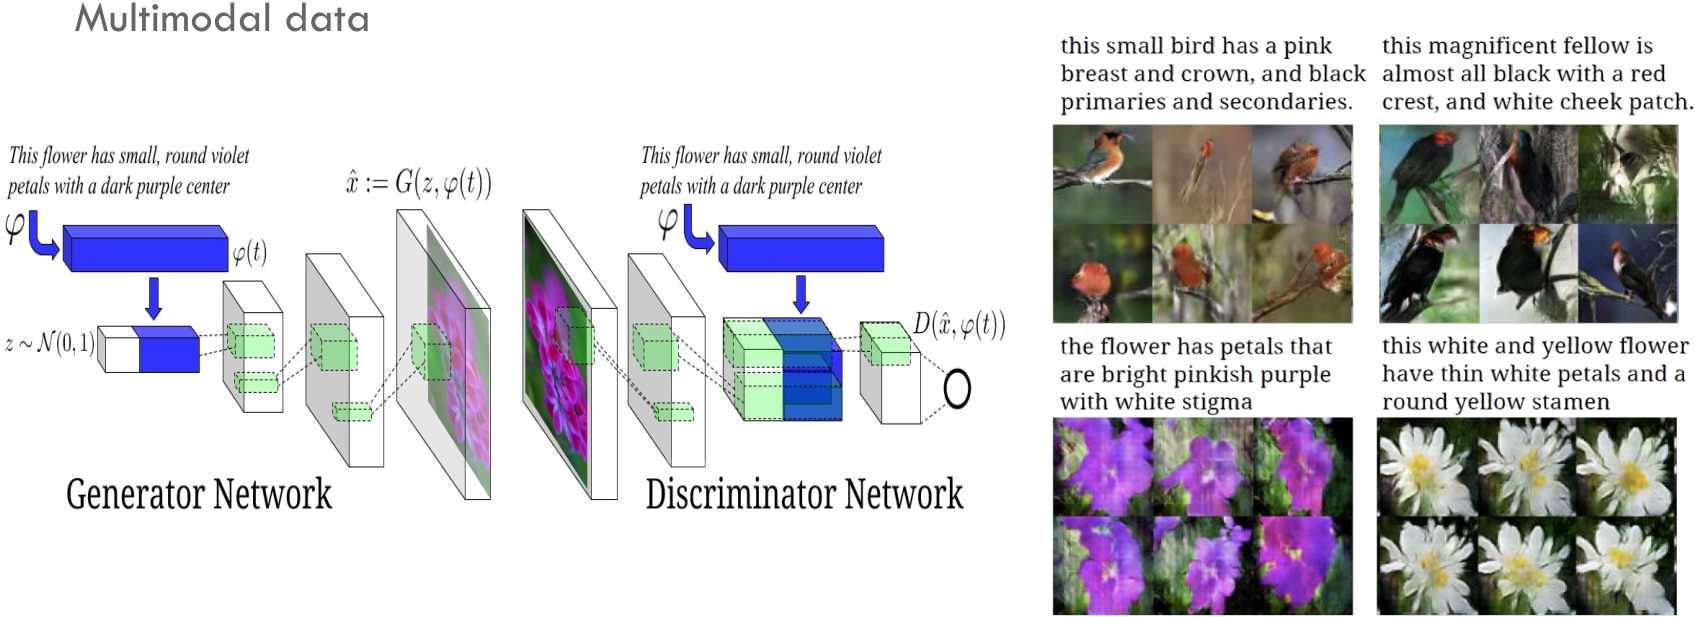 Multimodal data
This flower has small, round violet
petals with a dark purple center
φ
φ(t)
z ~ 𝒩(0, 1)
x̂ := G(z, φ(t))
Generator Network
This flower has small, round violet
petals with a dark purple center
φ
D(x̂, φ(t))
Discriminator Network
this small bird has a pink
breast and crown, and black
primaries and secondaries.
this magnificent fellow is
almost all black with a red
crest, and white cheek patch.
the flower has petals that
are bright pinkish purple
with white stigma
this white and yellow flower
have thin white petals and a
round yellow stamen